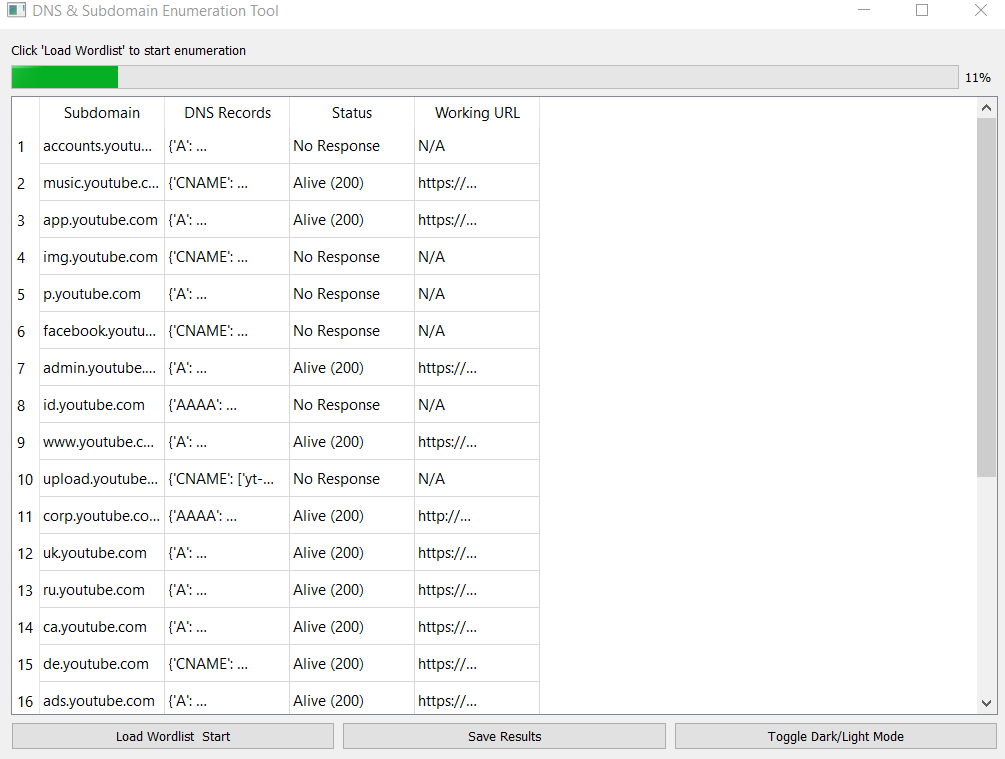 DNS & Subdomain Enumeration Tool
Click 'Load Wordlist' to start enumeration
11%
Subdomain DNS Records Status Working URL
1 accounts.youtu... {'A': ... No Response N/A
2 music.youtube.c... {'CNAME': ... Alive (200) https://...
3 app.youtube.com {'A': ... Alive (200) https://...
4 img.youtube.com {'CNAME': ... No Response N/A
5 p.youtube.com {'A': ... No Response N/A
6 facebook.youtu... {'CNAME': ... No Response N/A
7 admin.youtube.... {'A': ... Alive (200) https://...
8 id.youtube.com {'AAAA': ... No Response N/A
9 www.youtube.c... {'A': ... Alive (200) https://...
10 upload.youtube... {'CNAME': ['yt-... No Response N/A
11 corp.youtube.co... {'AAAA': ... Alive (200) http://...
12 uk.youtube.com {'A': ... Alive (200) https://...
13 ru.youtube.com {'A': ... Alive (200) https://...
14 ca.youtube.com {'A': ... Alive (200) https://...
15 de.youtube.com {'CNAME': ... Alive (200) https://...
16 ads.youtube.com {'A': ... Alive (200) https://...
Load Wordlist Start Save Results Toggle Dark/Light Mode